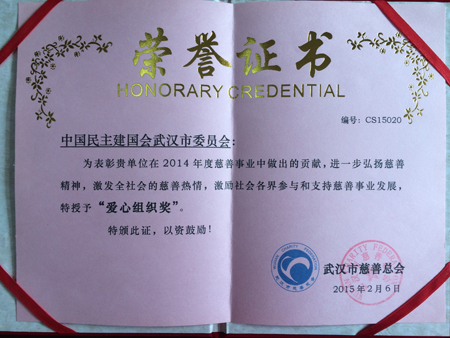 荣誉证书
HONORARY CREDENTIAL
编号：CS15020
中国民主建国会武汉市委员会：
为表彰贵单位在2014年度慈善事业中做出的贡献，进一步弘扬慈善
精神，激发全社会的慈善热情，激励社会各界参与和支持慈善事业发展，
特授予“爱心组织奖”。
特颁此证，以资鼓励！
武汉市慈善总会
2015年2月6日